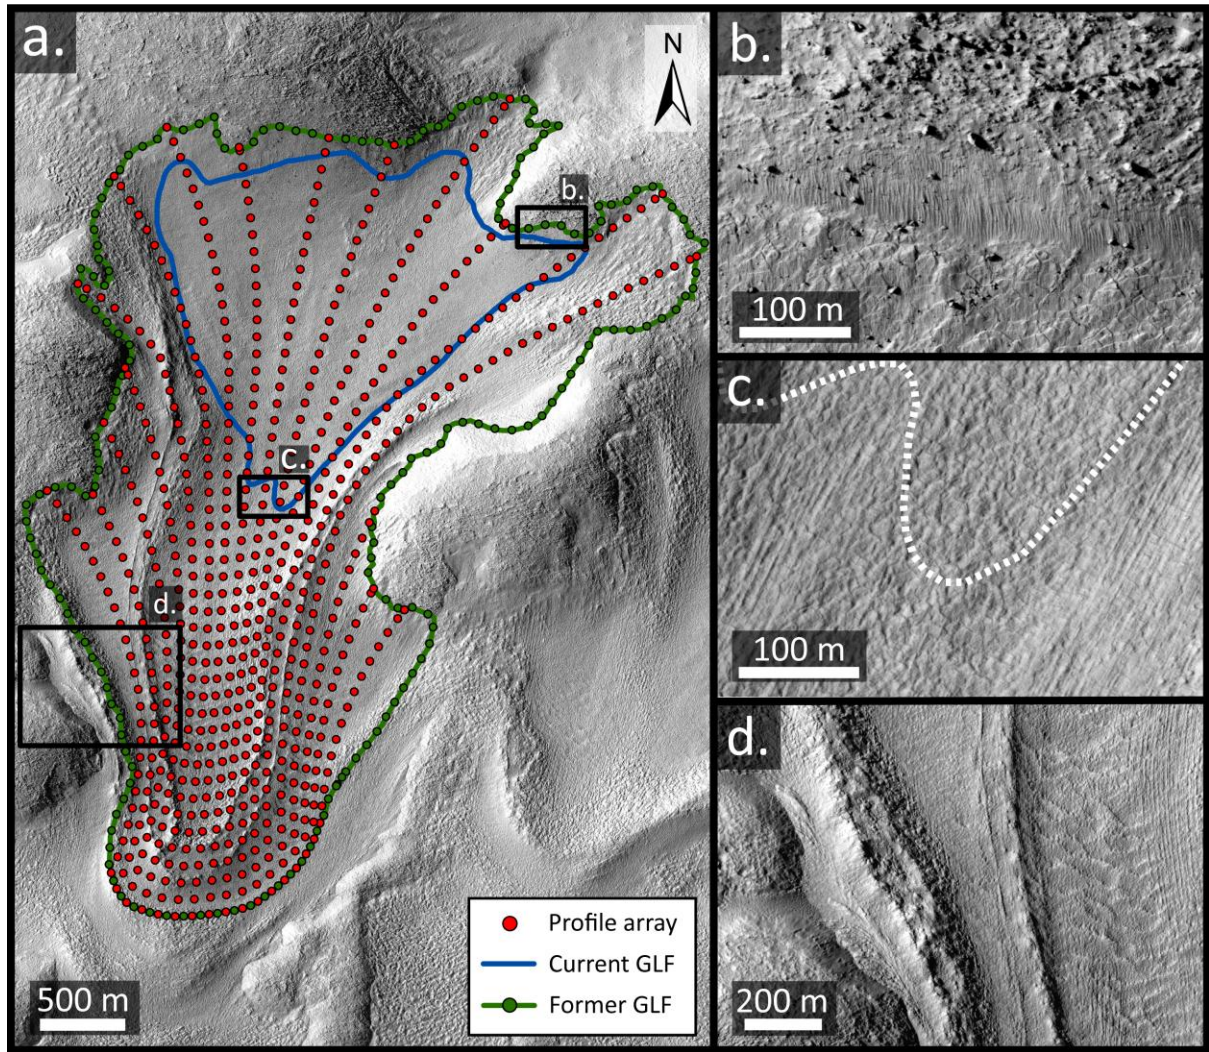 a.
N
b.
c.
d.
500 m
Profile array
Current GLF
Former GLF
b.
100 m
c.
100 m
d.
200 m